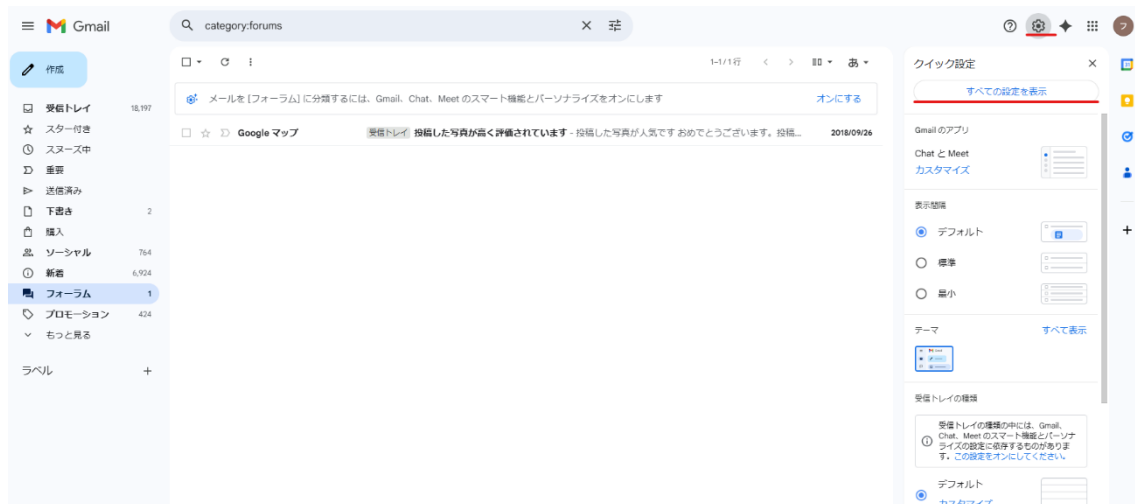 Gmail
category:forums
フ
作成
受信トレイ 18,197
スター付き
スヌーズ中
重要
送信済み
下書き 2
購入
ソーシャル 764
新着 6,924
フォーラム 1
プロモーション 424
もっと見る
ラベル
1–1/1 行
あ
メールを [フォーラム] に分類するには、Gmail、Chat、Meet のスマート機能とパーソナライズをオンにします オンにする
Google マップ 受信トレイ 投稿した写真が高く評価されています - 投稿した写真が人気です おめでとうございます。投稿... 2018/09/26
クイック設定
すべての設定を表示
Gmail のアプリ
Chat と Meet
カスタマイズ
表示間隔
デフォルト
標準
最小
テーマ すべて表示
受信トレイの種類
受信トレイの種類の中には、Gmail、
Chat、Meet のスマート機能とパーソナ
ライズの設定に依存するものがありま
す。この設定をオンにしてください。
デフォルト
カスタマイズ